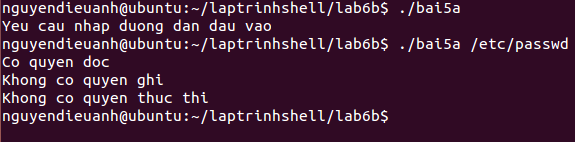 nguyendieuanh@ubuntu:~/laptrinhshell/lab6b$ ./bai5a
Yeu cau nhap duong dan dau vao
nguyendieuanh@ubuntu:~/laptrinhshell/lab6b$ ./bai5a /etc/passwd
Co quyen doc
Khong co quyen ghi
Khong co quyen thuc thi
nguyendieuanh@ubuntu:~/laptrinhshell/lab6b$